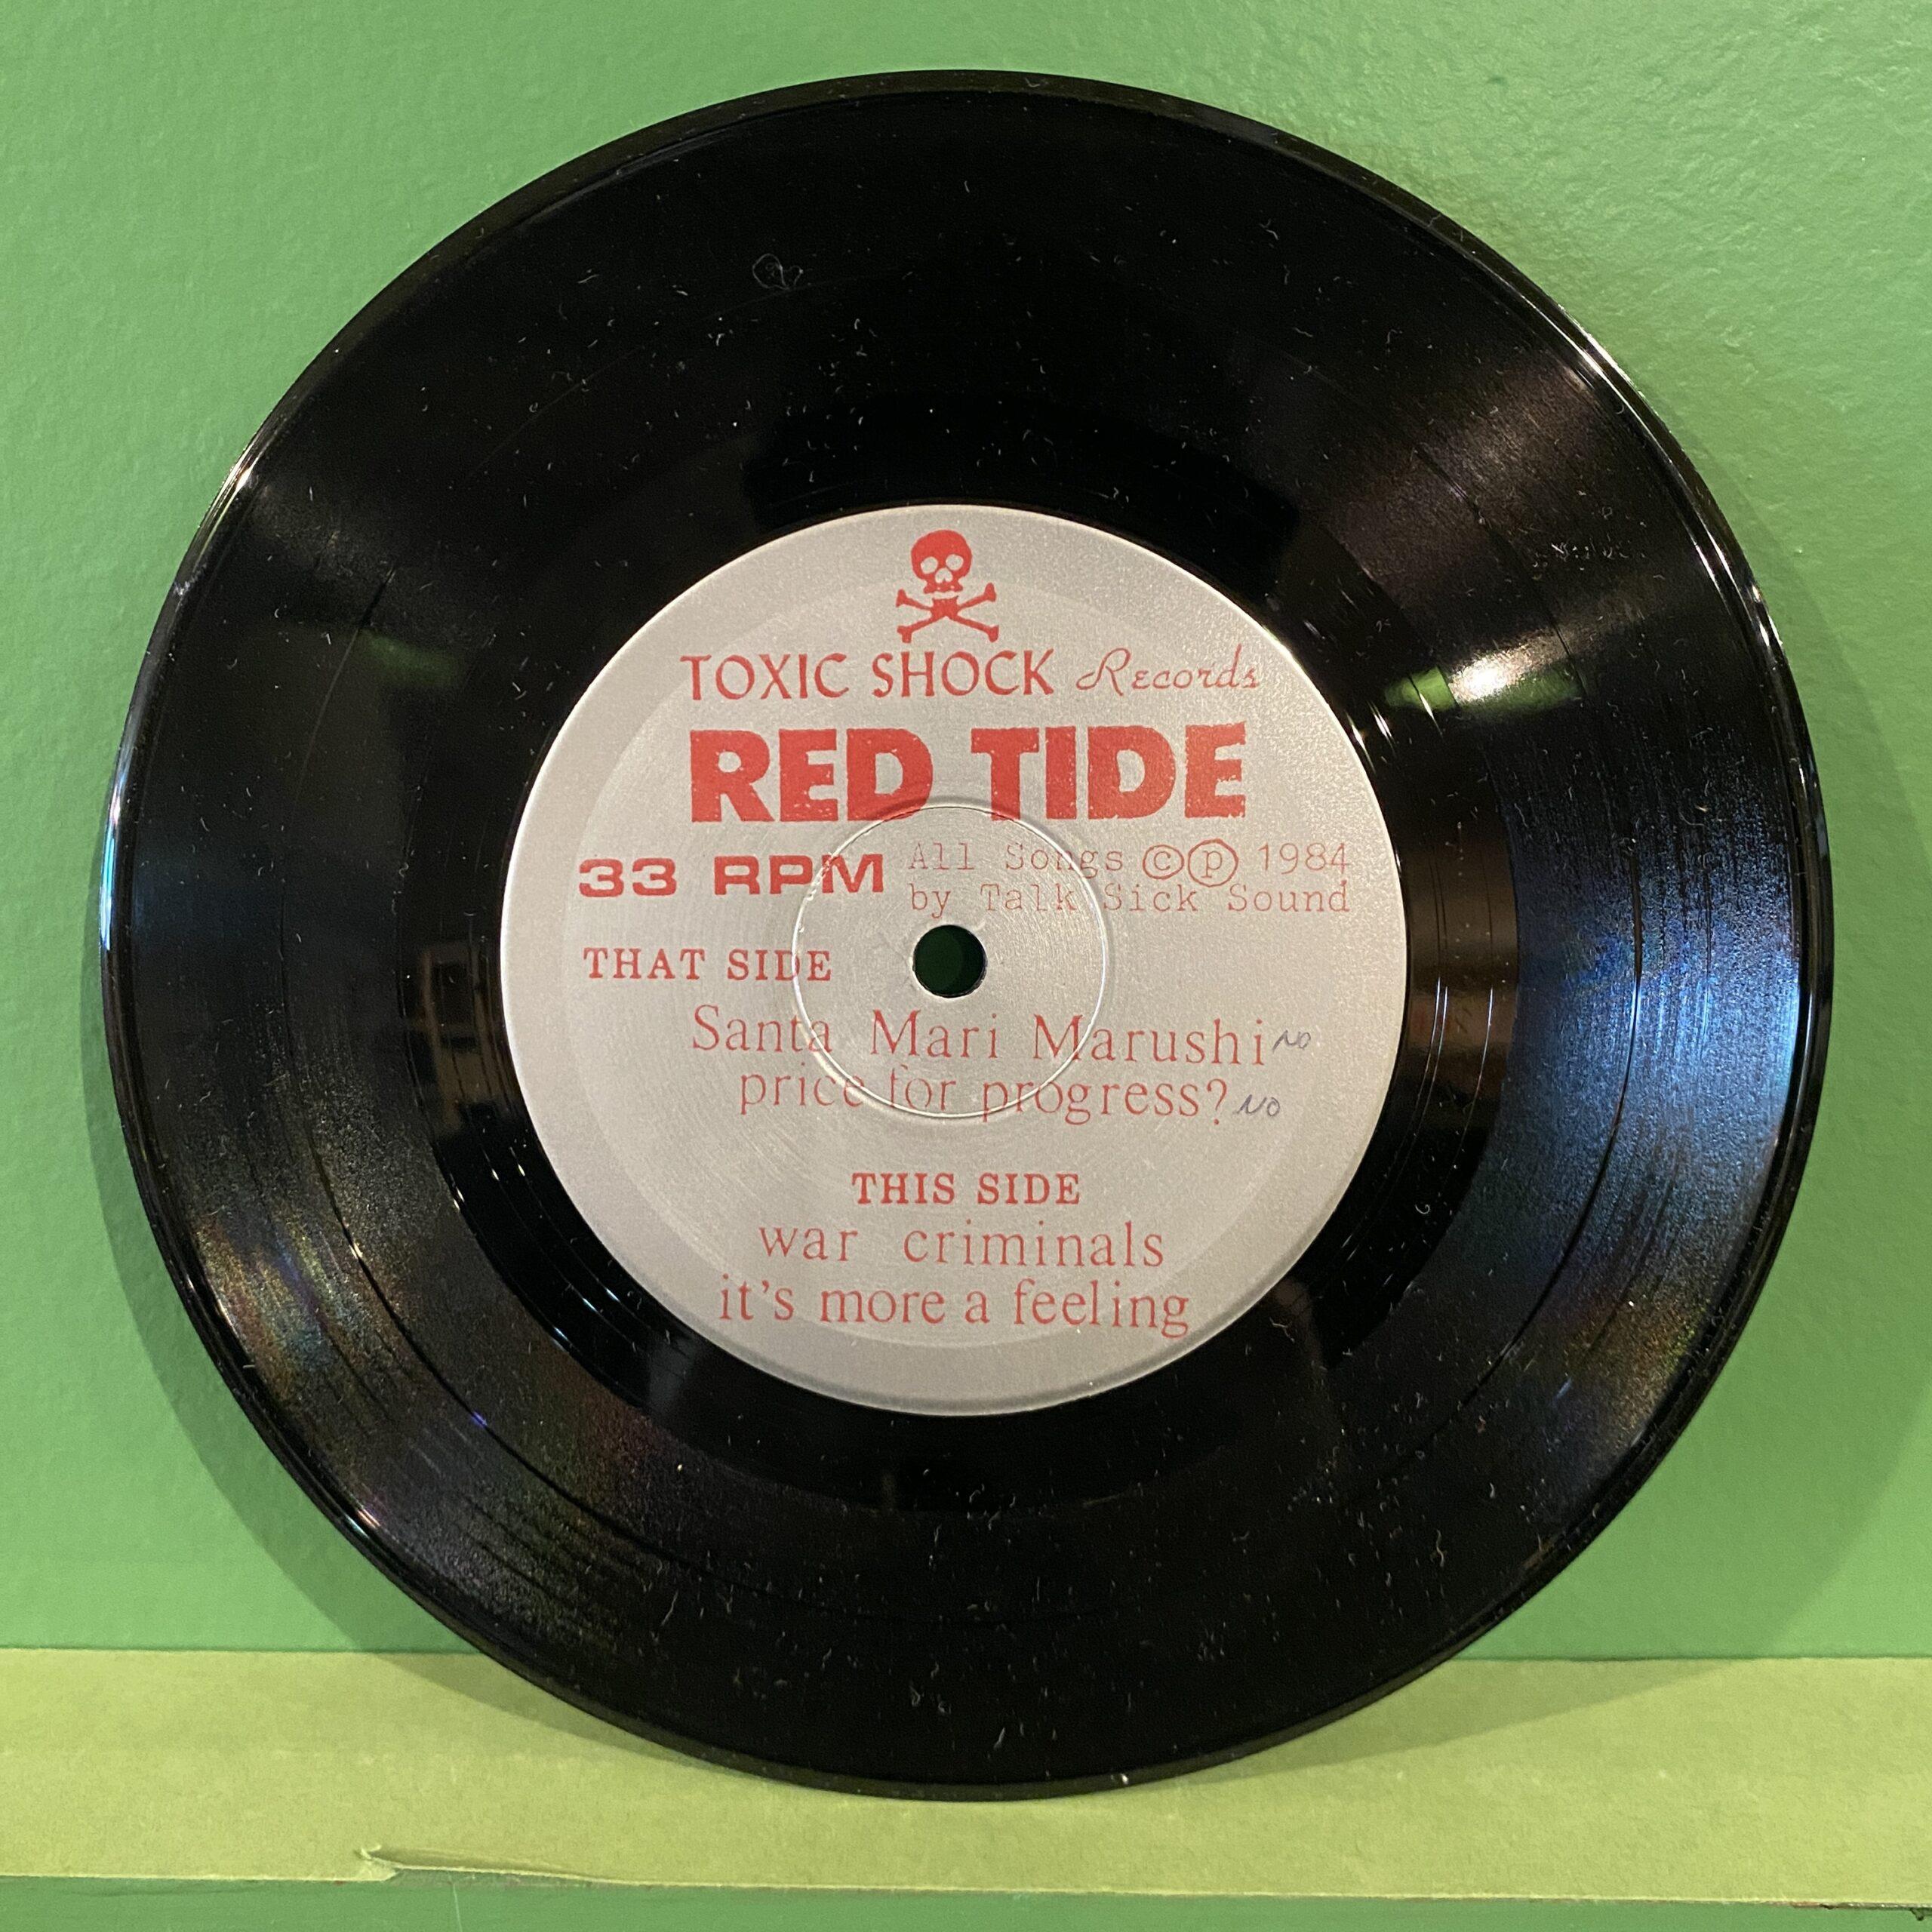 TOXIC SHOCK Records
RED TIDE
33 RPM
All Songs ©℗ 1984
by Talk Sick Sound
THAT SIDE
Santa Mari Marushi NO
price for progress? NO
THIS SIDE
war criminals
it's more a feeling